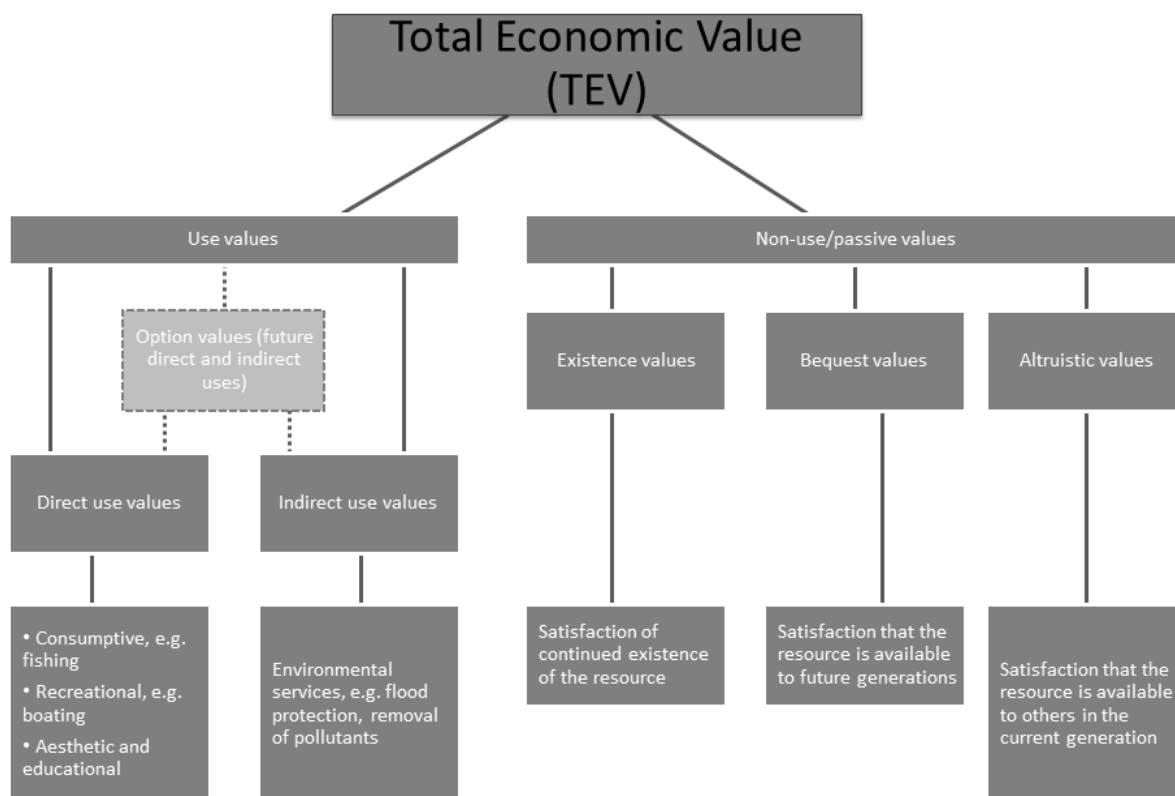 Total Economic Value
(TEV)
Use values
Non-use/passive values
Option values (future
direct and indirect
uses)
Existence values
Bequest values
Altruistic values
Direct use values
Indirect use values
• Consumptive, e.g.
fishing
• Recreational, e.g.
boating
• Aesthetic and
educational
Environmental
services, e.g. flood
protection, removal
of pollutants
Satisfaction of
continued existence
of the resource
Satisfaction that the
resource is available
to future generations
Satisfaction that the
resource is available
to others in the
current generation